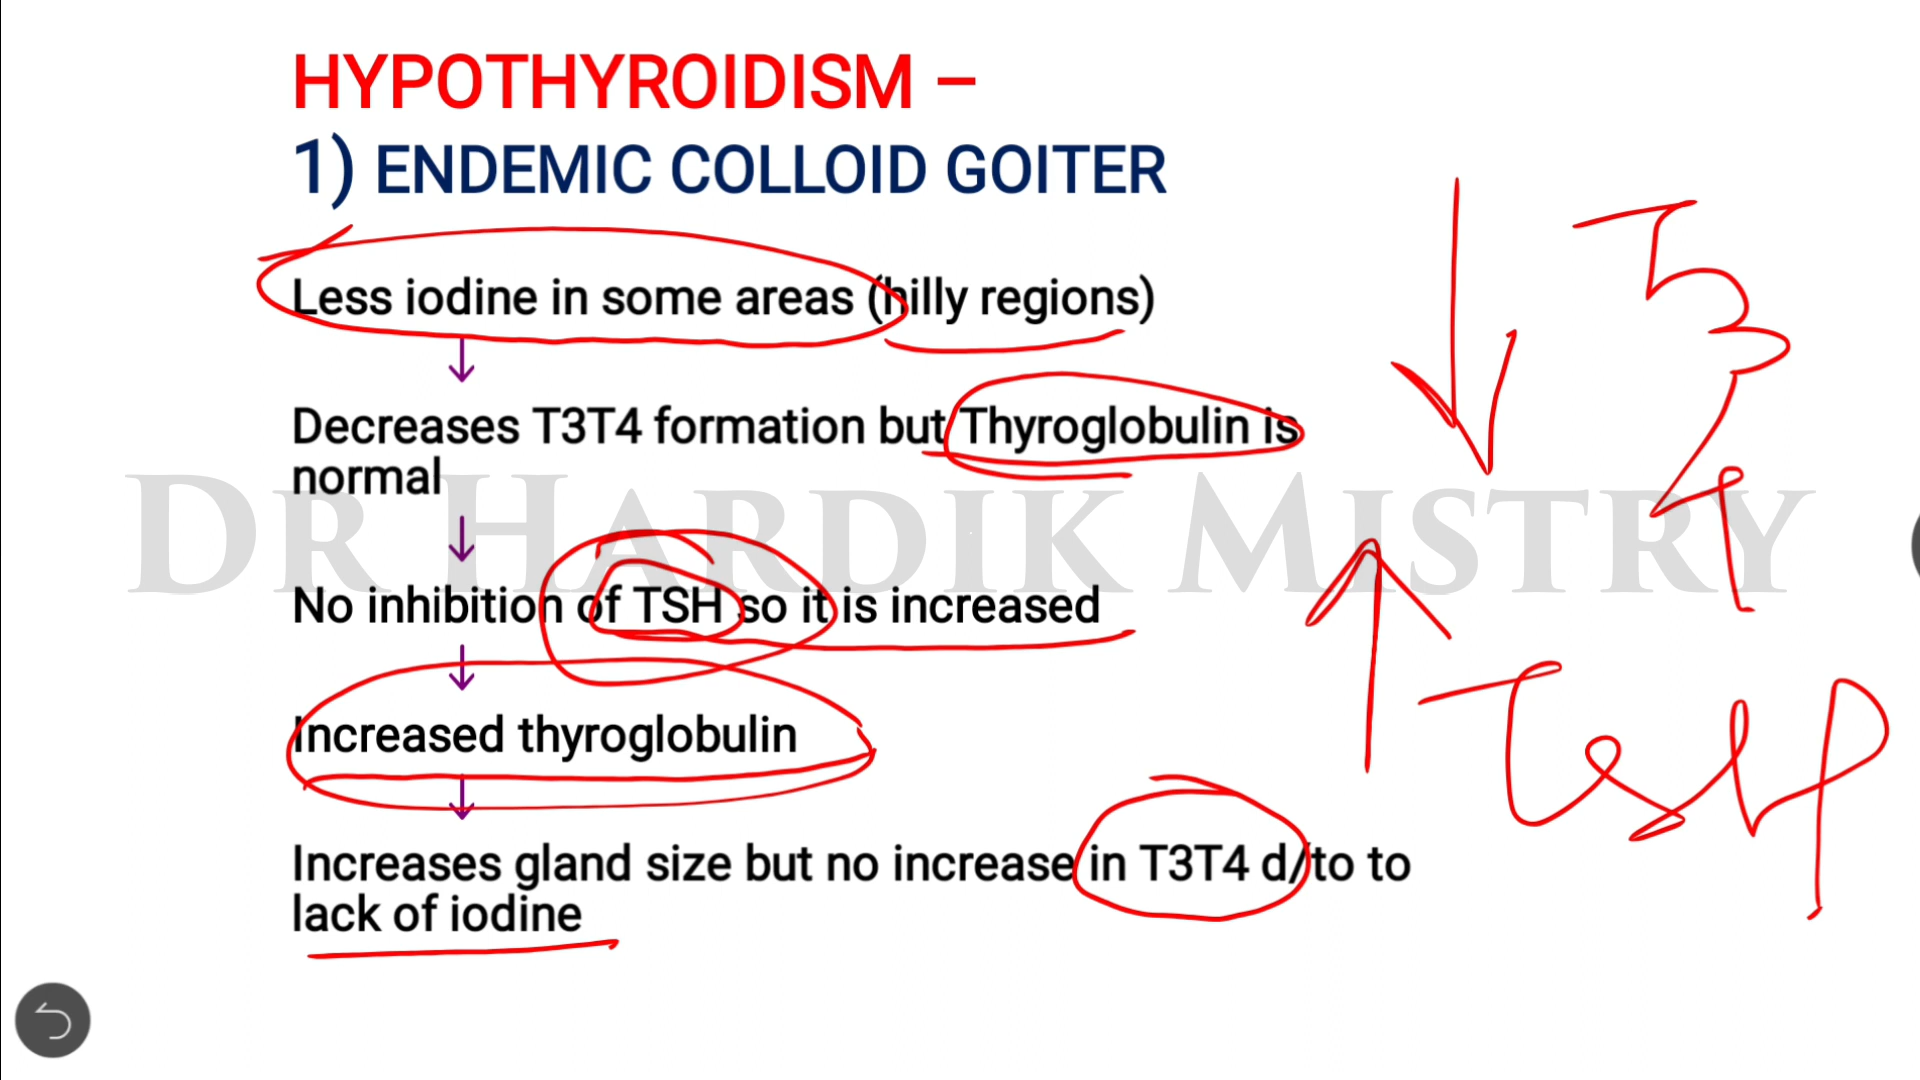 HYPOTHYROIDISM –
1) ENDEMIC COLLOID GOITER
Less iodine in some areas (hilly regions)
Decreases T3T4 formation but Thyroglobulin is
normal
No inhibition of TSH so it is increased
Increased thyroglobulin
Increases gland size but no increase in T3T4 d/to to
lack of iodine
DR HARDIK MISTRY
T3
4
TSH